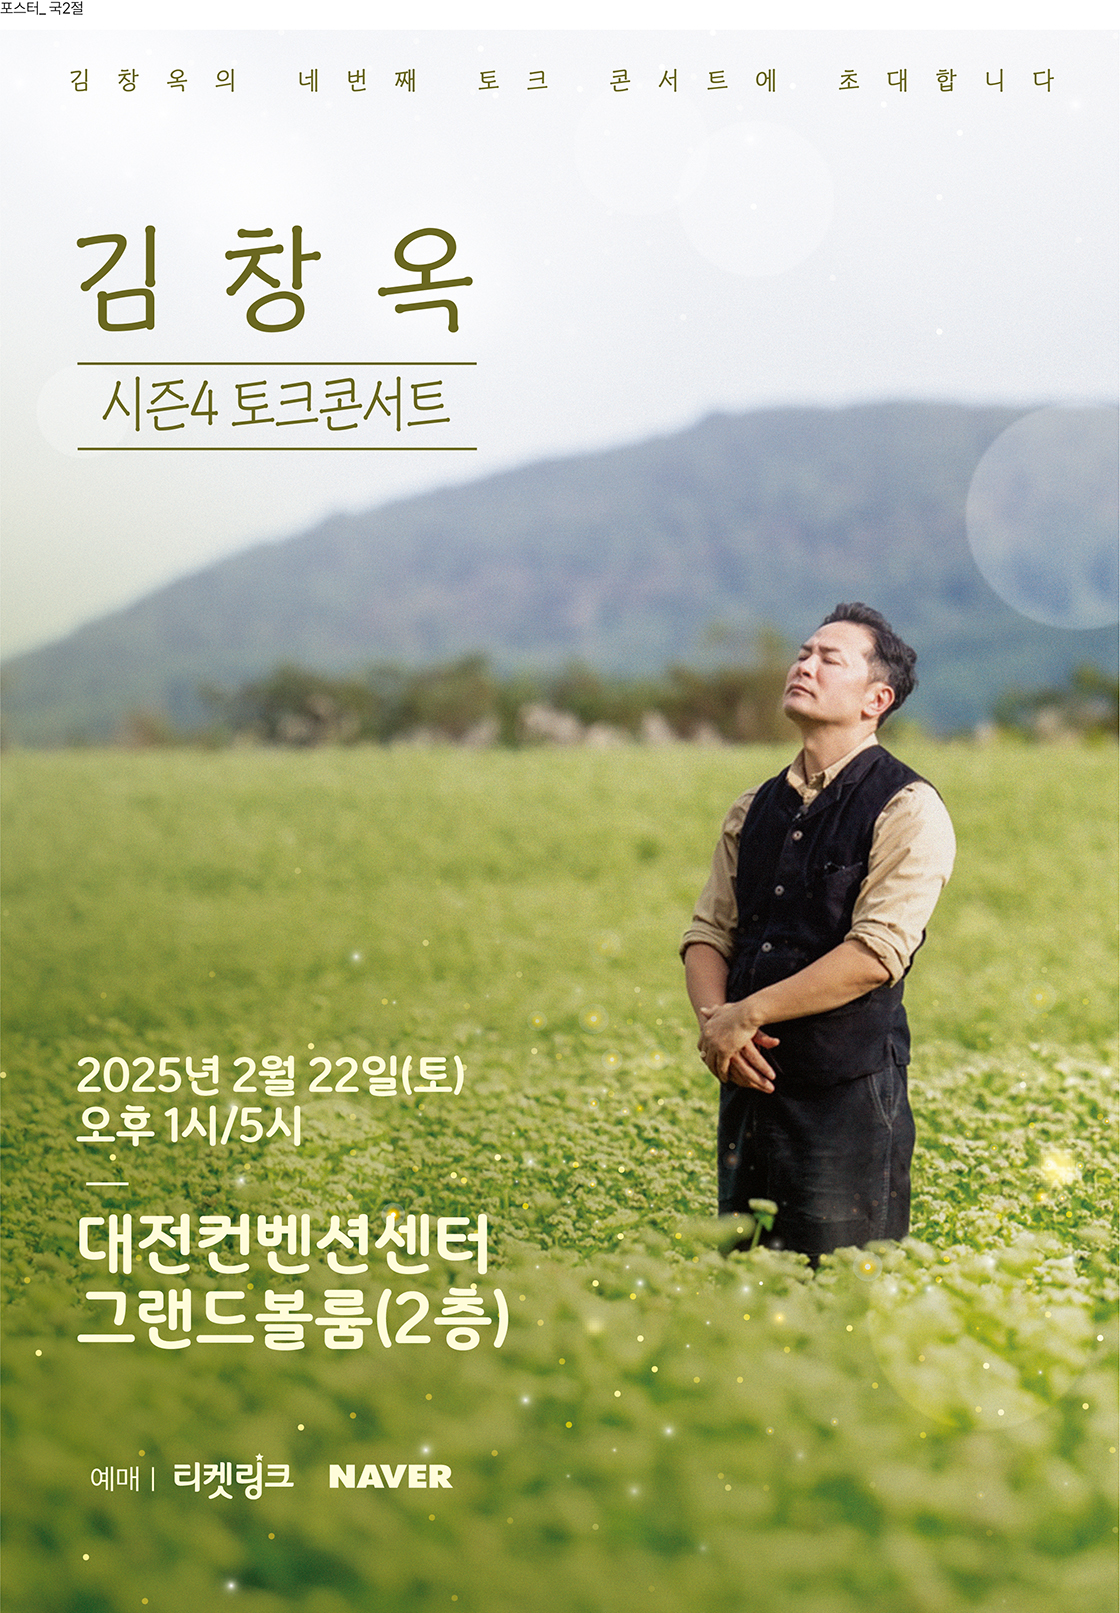 포스터_ 국2절
김창옥의 네번째 토크 콘서트에 초대합니다
김창옥
시즌4 토크콘서트
2025년 2월 22일(토)
오후 1시/5시
대전컨벤션센터
그랜드볼룸(2층)
예매 | 티켓링크 NAVER